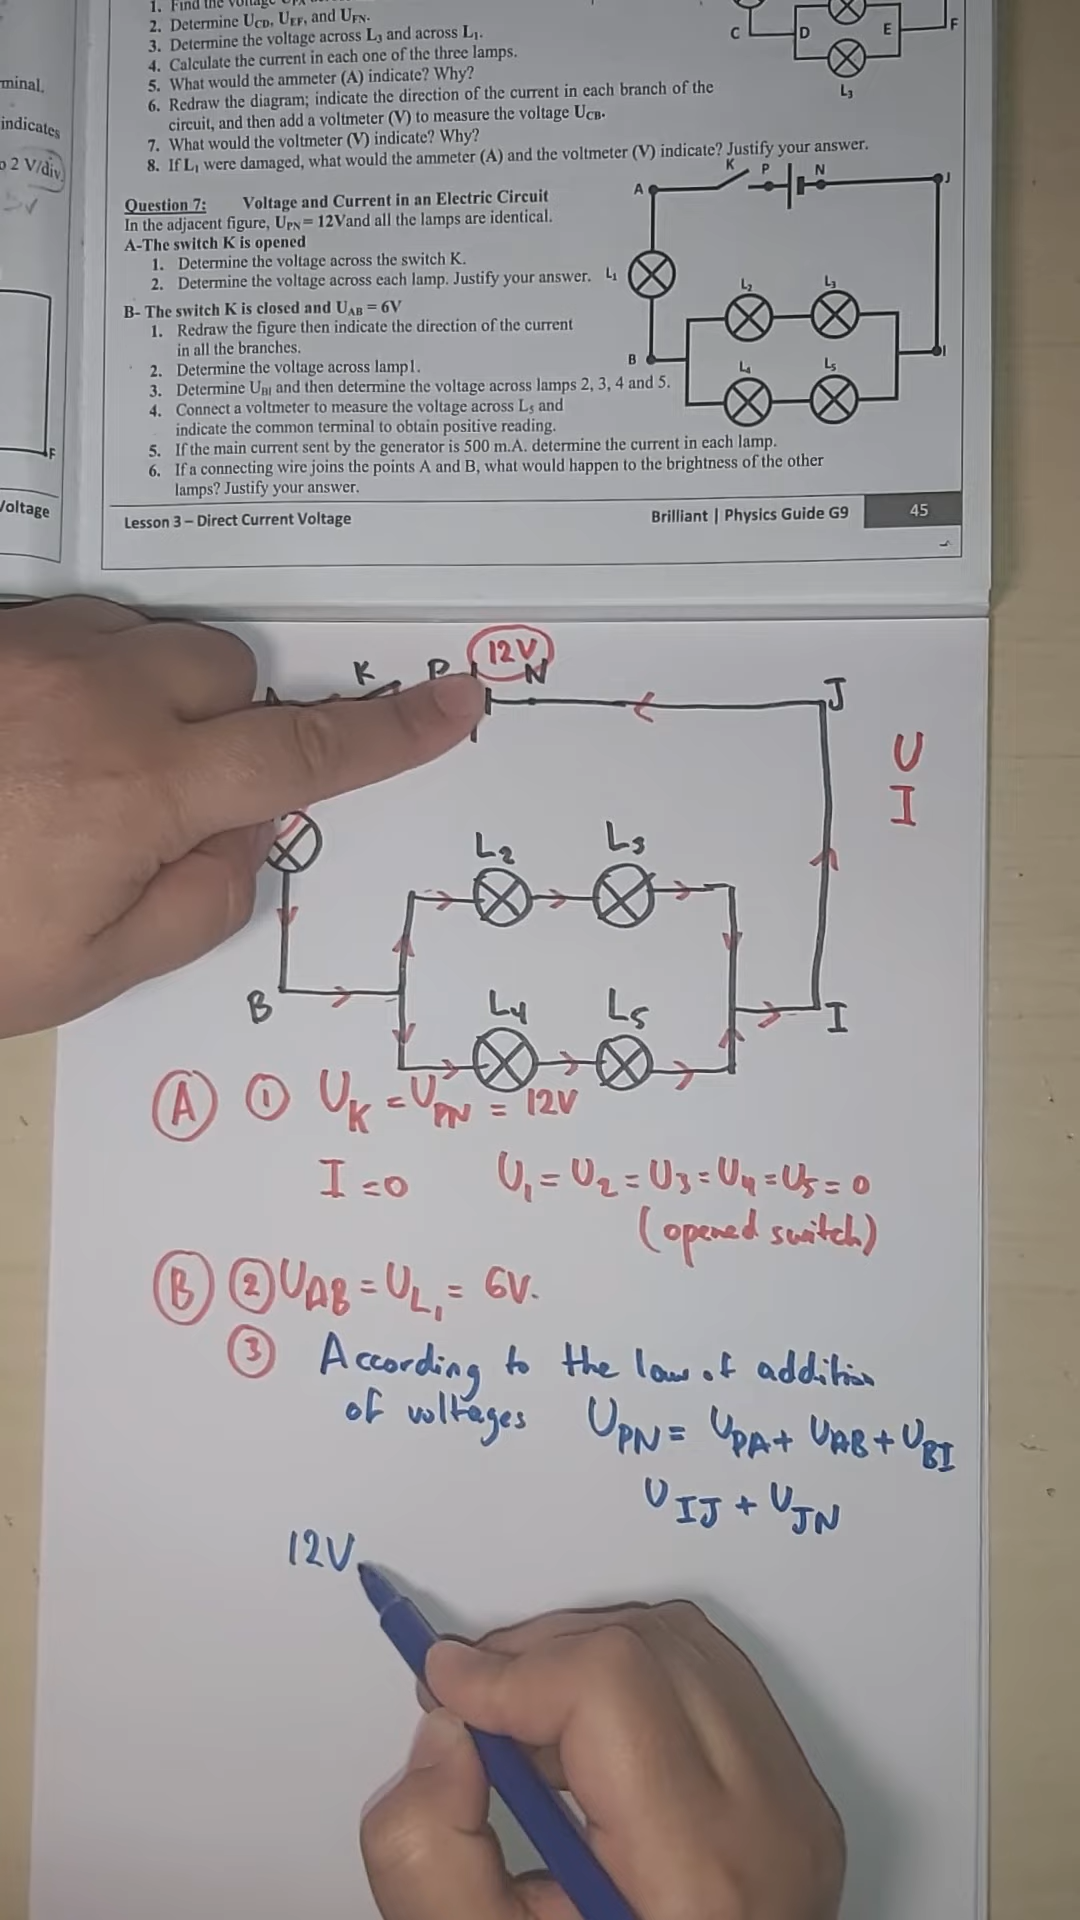 1. Find the voltage
2. Determine UCD, UEF, and UFN.
3. Determine the voltage across L3 and across L1.
4. Calculate the current in each one of the three lamps.
5. What would the ammeter (A) indicate? Why?
6. Redraw the diagram; indicate the direction of the current in each branch of the
circuit, and then add a voltmeter (V) to measure the voltage UCB.
7. What would the voltmeter (V) indicate? Why?
8. If L1 were damaged, what would the ammeter (A) and the voltmeter (V) indicate? Justify your answer.
C D E F
L3
minal.
indicates
2 V/div
F
Voltage
Question 7: Voltage and Current in an Electric Circuit
In the adjacent figure, UPN = 12Vand all the lamps are identical.
A-The switch K is opened
1. Determine the voltage across the switch K.
2. Determine the voltage across each lamp. Justify your answer.
B- The switch K is closed and UAB = 6V
1. Redraw the figure then indicate the direction of the current
in all the branches.
2. Determine the voltage across lamp1.
3. Determine UBI and then determine the voltage across lamps 2, 3, 4 and 5.
4. Connect a voltmeter to measure the voltage across L5 and
indicate the common terminal to obtain positive reading.
5. If the main current sent by the generator is 500 m.A. determine the current in each lamp.
6. If a connecting wire joins the points A and B, what would happen to the brightness of the other
lamps? Justify your answer.
A K P N J
L1 L2 L3
B L4 L5 I
Lesson 3 – Direct Current Voltage
Brilliant | Physics Guide G9 45
12V
K P N J
U
I
L2 L3
B L4 L5 I
A 1 UK = UPN = 12V
I = 0 U1 = U2 = U3 = U4 = U5 = 0
(opened switch)
B 2 UAB = UL1 = 6V.
3 According to the law of addition
of voltages UPN = UPA + UAB + UBI
UIJ + UJN
12V